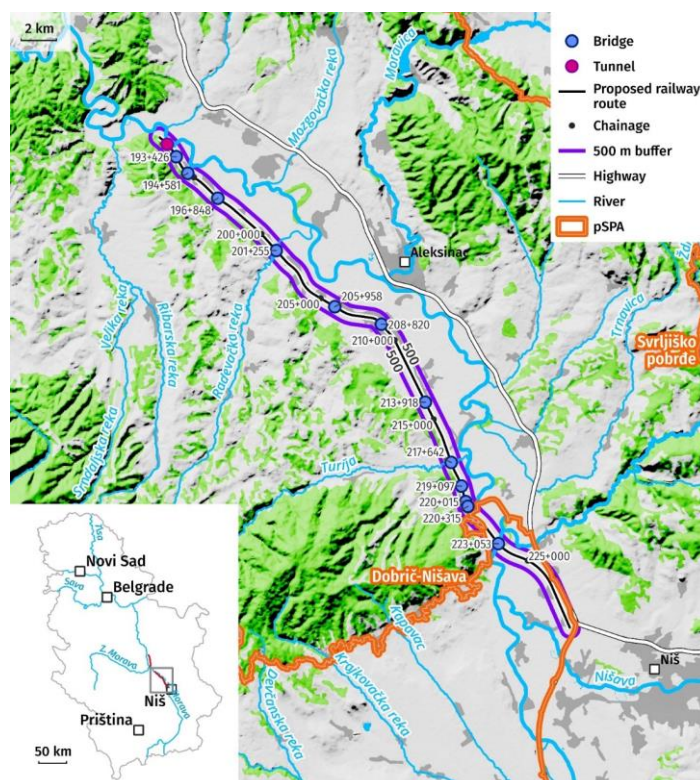 2 km
Bridge
Tunnel
Proposed railway
route
Chainage
500 m buffer
Highway
River
pSPA
Moravica
Mozgovačka reka
193+426
194+581
196+848
200+000
201+255
Aleksinac
205+000
205+958
208+820
210+000
500
500
Velika reka
Ribarska reka
Radevačka reka
Srndaljska reka
Trnavica
Svrljiško
pobrđe
213+918
215+000
217+642
Turija
219+097
220+015
220+315
223+053
225+000
Dobrič-Nišava
Niš
Nišava
Kapavac
Krajkovačka reka
Devčanska reka
Tisa
Novi Sad
Sava
Belgrade
Z. Morava
Niš
J. Morava
Priština
50 km